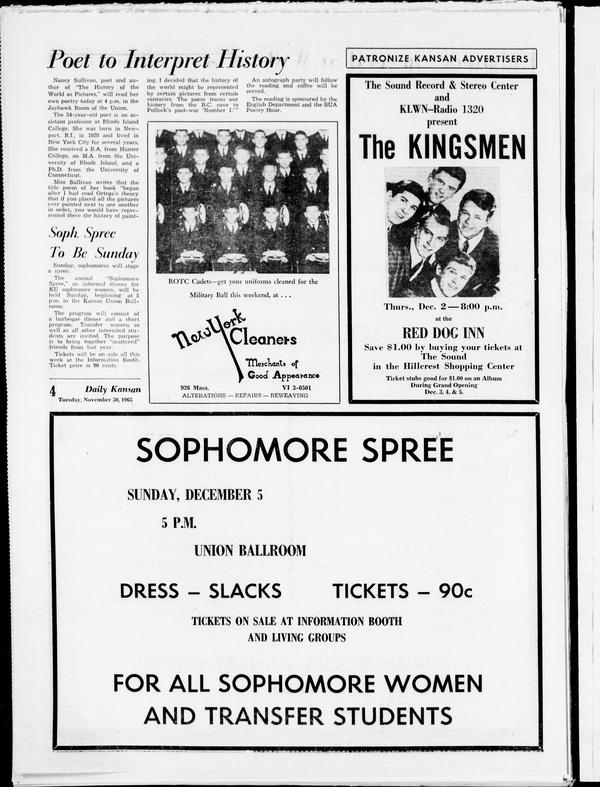 Poet to Interpret History
Nancy Sullivan, poet and au-
thor of "The History of the
World as Pictures," will read her
own poetry today at 4 p.m. in the
Jayhawk Room of the Union.
The 34-year-old poet is an as-
sistant professor at Rhode Island
College. She was born in New-
port, R.I., in 1929 and lived in
New York City for several years.
She received a B.A. from Hunter
College, an M.A. from the Uni-
versity of Rhode Island, and a
Ph.D. from the University of
Connecticut.
Miss Sullivan writes that the
title poem of her book "began
after I had read Ortega's theory
that if you placed all the pictures
ever painted next to one another
in order, you would have repre-
sented there the history of paint-
ing. I decided that the history of
the world might be represented
by certain pictures from certain
centuries. The poem traces our
history from the B.C. cave to
Pollock's post-war 'Number 1.'"
An autograph party will follow
the reading and coffee will be
served.
The reading is sponsored by the
English Department and the SUA
Poetry Hour.
Soph. Spree
To Be Sunday
Sunday, sophomores will stage
a spree.
The annual "Sophomore
Spree," an informal dinner for
KU sophomore women, will be
held Sunday, beginning at 5
p.m. in the Kansas Union Ball-
room.
The program will consist of
a barbeque dinner and a short
program. Transfer women as
well as all other interested stu-
dents are invited. The purpose
is to bring together "scattered"
friends from last year.
Tickets will be on sale all this
week at the Information Booth.
Ticket price is 90 cents.
4 Daily Kansan
Tuesday, November 30, 1965
ROTC Cadets—get your uniforms cleaned for the
Military Ball this weekend, at . . .
New York
Cleaners
Merchants of
Good Appearance
926 Mass. VI 3-0501
ALTERATIONS — REPAIRS — REWEAVING
PATRONIZE KANSAN ADVERTISERS
The Sound Record & Stereo Center
and
KLWN–Radio 1320
present
The KINGSMEN
Thurs., Dec. 2—8:00 p.m.
at the
RED DOG INN
Save $1.00 by buying your tickets at
The Sound
in the Hillcrest Shopping Center
Ticket stubs good for $1.00 on an Album
During Grand Opening
Dec. 3, 4, & 5.
SOPHOMORE SPREE
SUNDAY, DECEMBER 5
5 P.M.
UNION BALLROOM
DRESS – SLACKS TICKETS – 90c
TICKETS ON SALE AT INFORMATION BOOTH
AND LIVING GROUPS
FOR ALL SOPHOMORE WOMEN
AND TRANSFER STUDENTS